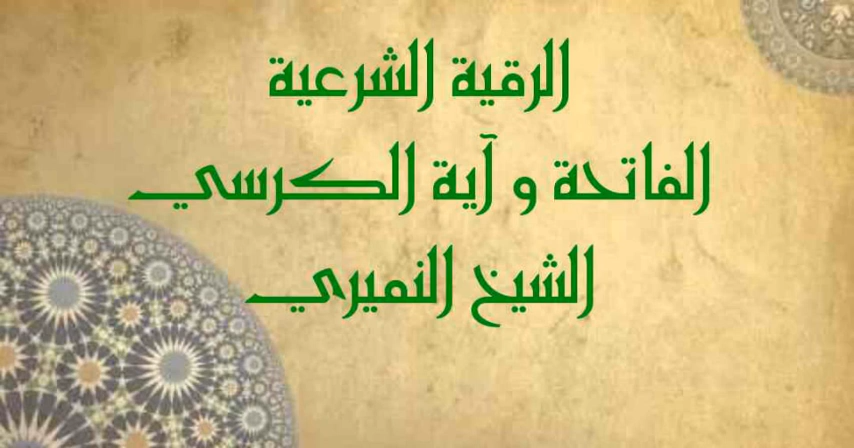 الرقية الشرعية
الفاتحة و آية الكرسي
الشيخ النميري